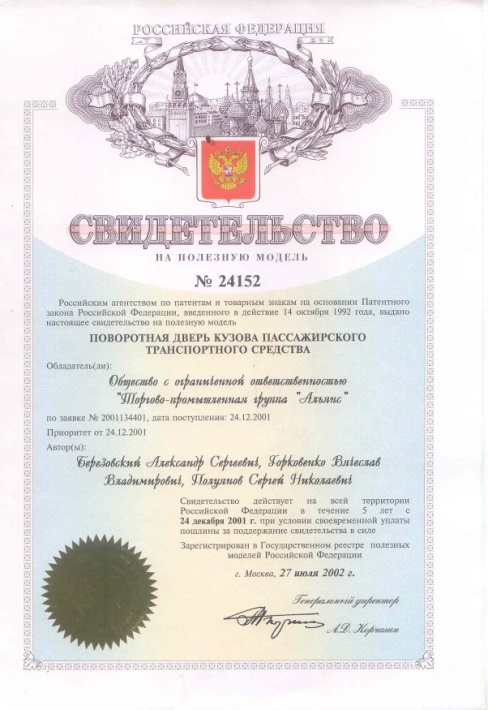 РОССИЙСКАЯ ФЕДЕРАЦИЯ
СВИДЕТЕЛЬСТВО
НА ПОЛЕЗНУЮ МОДЕЛЬ
№ 24152
Российским агентством по патентам и товарным знакам на основании Патентного
закона Российской Федерации, введенного в действие 14 октября 1992 года, выдано
настоящее свидетельство на полезную модель
ПОВОРОТНАЯ ДВЕРЬ КУЗОВА ПАССАЖИРСКОГО
ТРАНСПОРТНОГО СРЕДСТВА
Обладатель(ли):
Общество с ограниченной ответственностью
"Торгово-промышленная группа "Альянс"
по заявке № 2001134401, дата поступления: 24.12.2001
Приоритет от 24.12.2001
Автор(ы):
Березовский Александр Сергеевич, Горковенко Вячеслав
Владимирович, Полуянов Сергей Николаевич
Свидетельство действует на всей территории
Российской Федерации в течение 5 лет с
24 декабря 2001 г. при условии своевременной уплаты
пошлины за поддержание свидетельства в силе
Зарегистрирован в Государственном реестре полезных
моделей Российской Федерации
г. Москва, 27 июля 2002 г.
Генеральный директор
А.Д. Корчагин